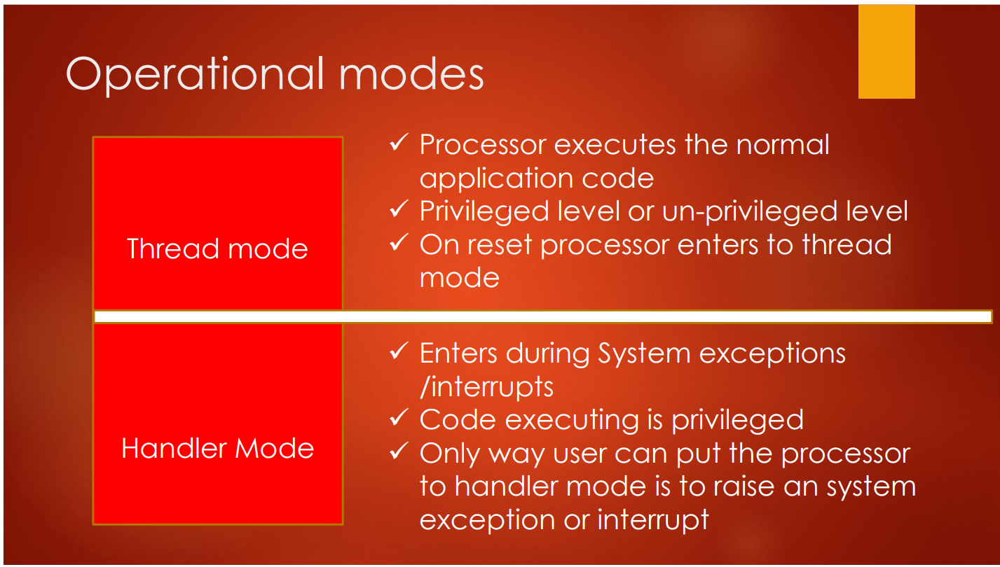 Operational modes
Thread mode
✓ Processor executes the normal
application code
✓ Privileged level or un-privileged level
✓ On reset processor enters to thread
mode
Handler Mode
✓ Enters during System exceptions
/interrupts
✓ Code executing is privileged
✓ Only way user can put the processor
to handler mode is to raise an system
exception or interrupt